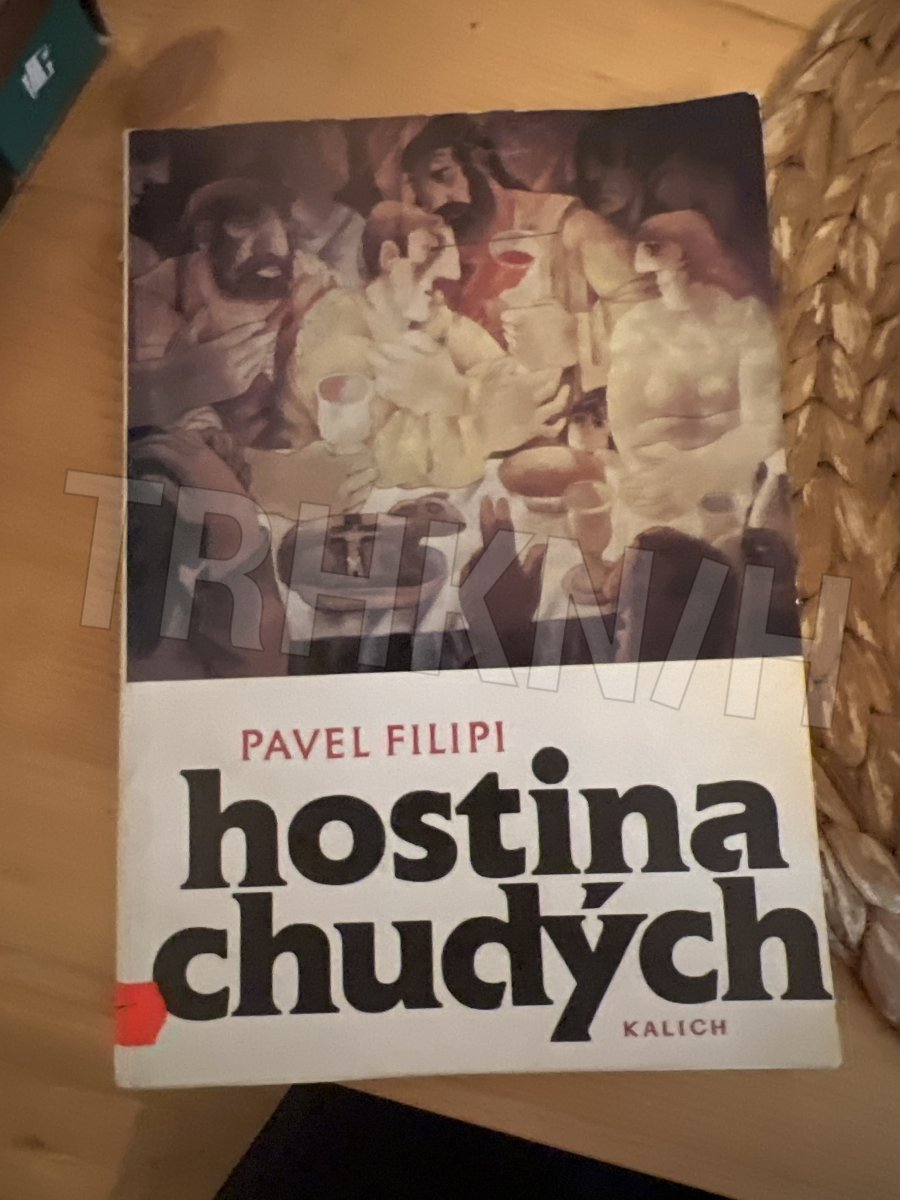 TRHKNIH
PAVEL FILIPI
hostina
chudých
KALICH